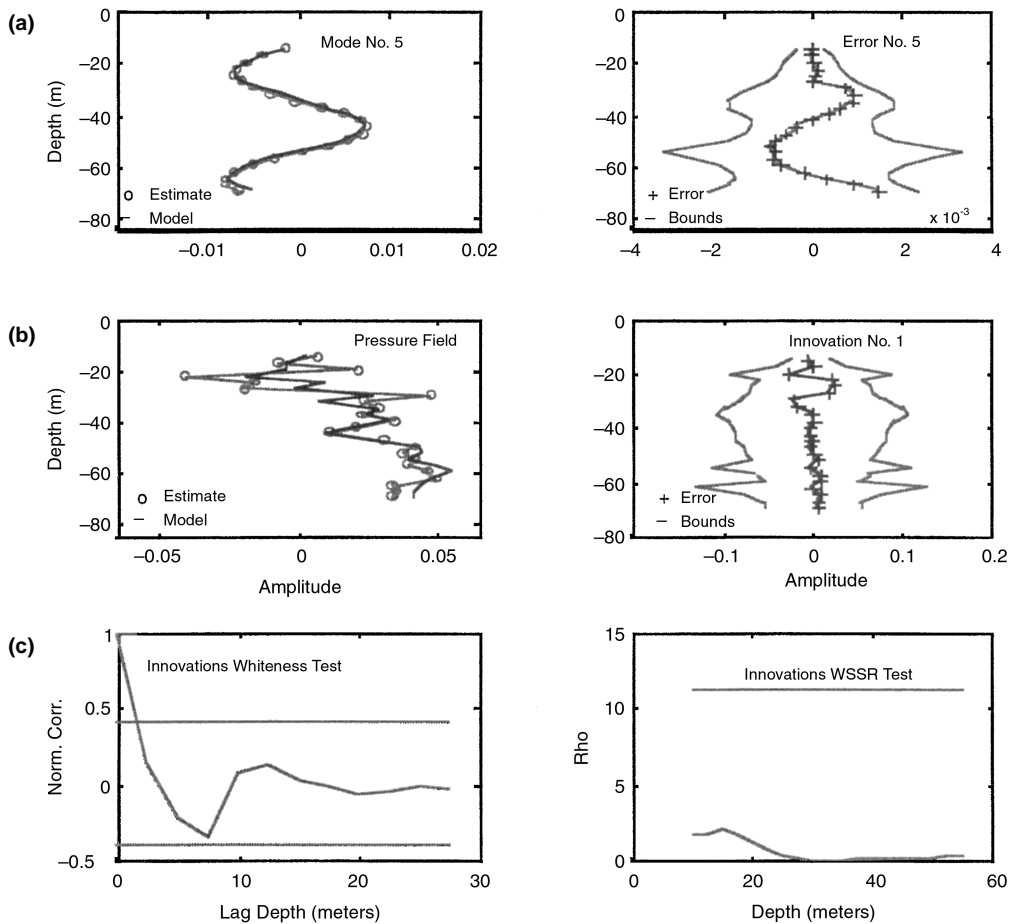 (a)
0
−20
−40
−60
−80
Depth (m)
Mode No. 5
o Estimate
− Model
−0.01 0 0.01 0.02
0
−20
−40
−60
−80
Error No. 5
+ Error
− Bounds
x 10⁻³
−4 −2 0 2 4
(b)
0
−20
−40
−60
−80
Depth (m)
Pressure Field
o Estimate
− Model
−0.05 0 0.05
Amplitude
0
−20
−40
−60
−80
Innovation No. 1
+ Error
− Bounds
−0.1 0 0.1 0.2
Amplitude
(c)
1
0.5
0
−0.5
Norm. Corr.
Innovations Whiteness Test
0 10 20 30
Lag Depth (meters)
15
10
5
0
Rho
Innovations WSSR Test
0 20 40 60
Depth (meters)